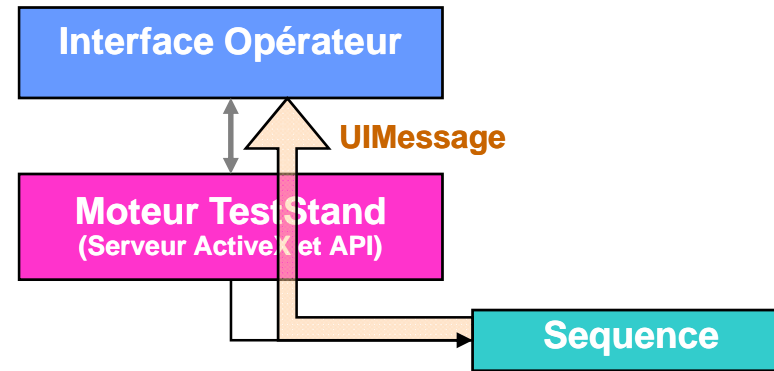 Interface Opérateur
UIMessage
Moteur TestStand
(Serveur ActiveX et API)
Sequence